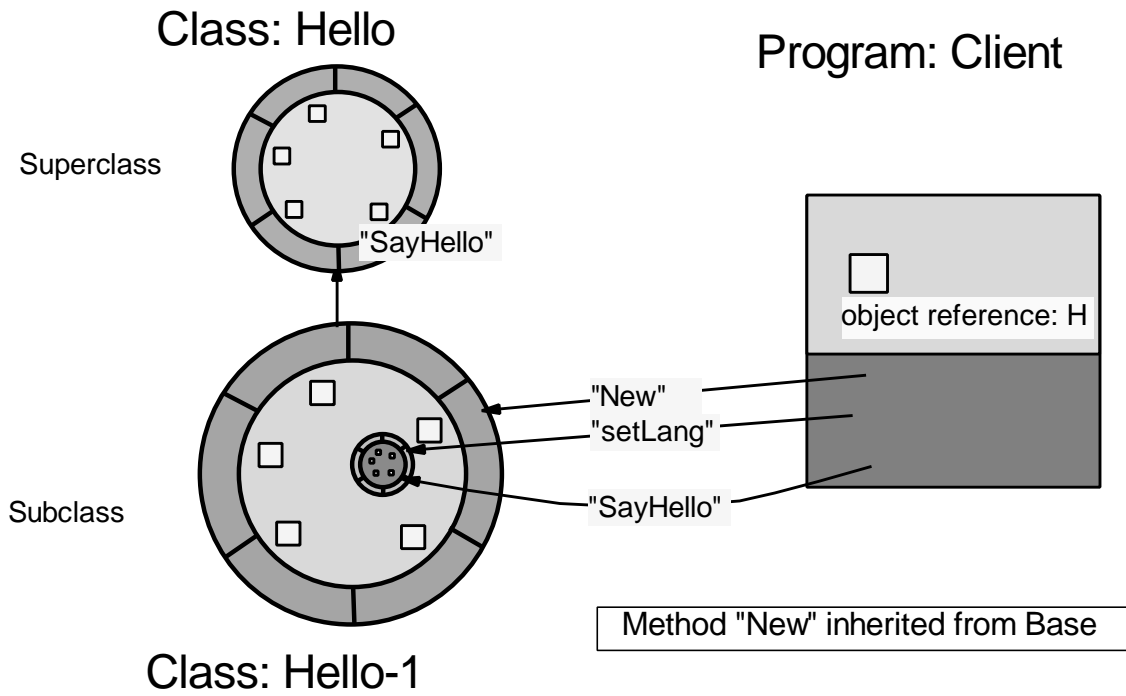 Class: Hello
Program: Client
Superclass
"SayHello"
object reference: H
"New"
"setLang"
"SayHello"
Subclass
Method "New" inherited from Base
Class: Hello-1